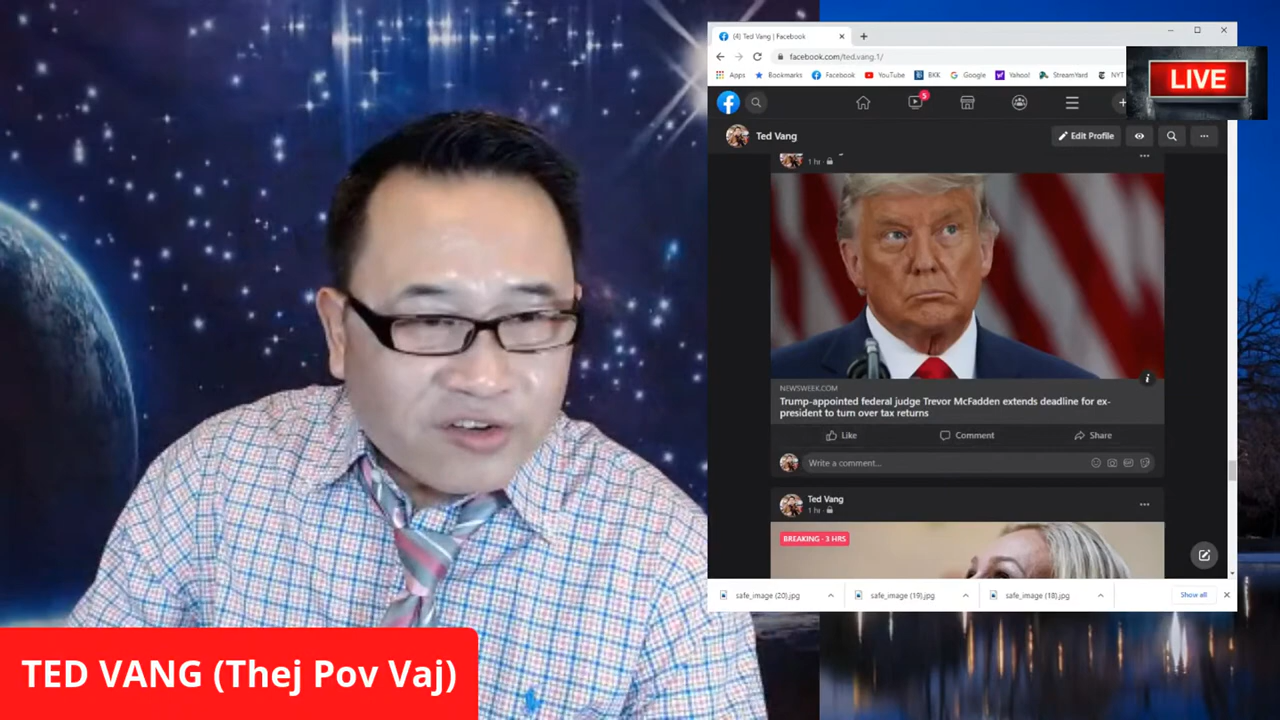 (4) Ted Vang | Facebook
facebook.com/ted.vang.1/
Apps Bookmarks Facebook YouTube BKK Google Yahoo! StreamYard NYT
LIVE
5
Ted Vang
Edit Profile
1 hr
NEWSWEEK.COM
Trump-appointed federal judge Trevor McFadden extends deadline for ex-
president to turn over tax returns
Like Comment Share
Write a comment...
Ted Vang
1 hr
BREAKING - 3 HRS
safe_image (20).jpg safe_image (19).jpg safe_image (18).jpg Show all
TED VANG (Thej Pov Vaj)